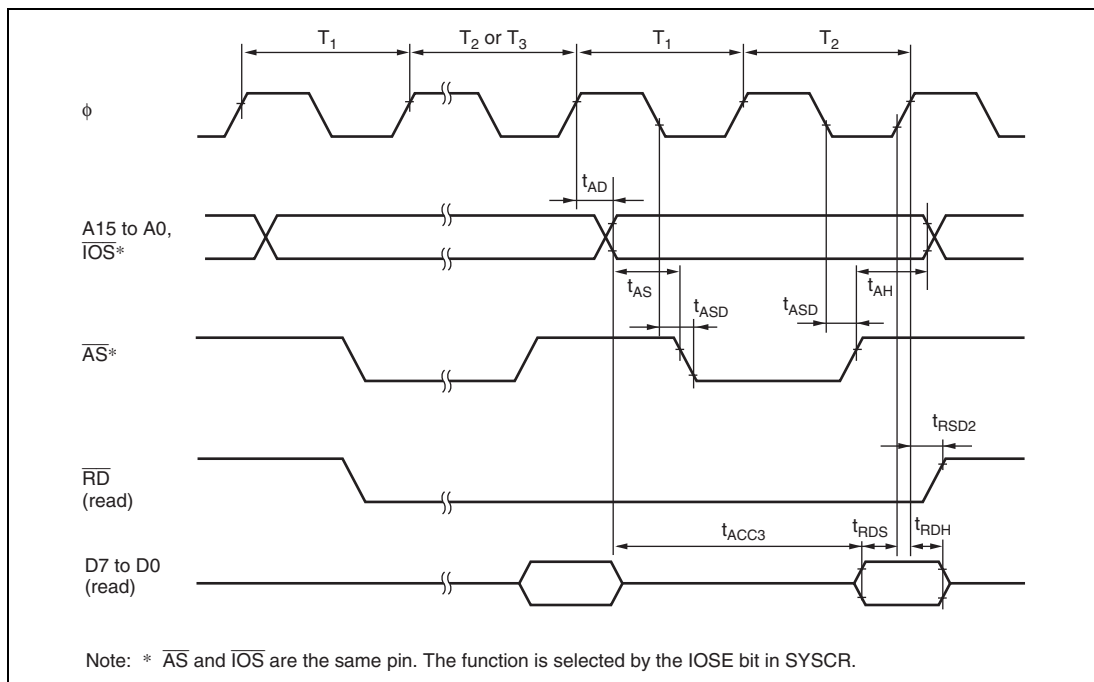 T1 T2 or T3 T1 T2
ϕ
tAD
A15 to A0,
IOS*
tAS tAH
tASD tASD
AS*
tRSD2
RD
(read)
tACC3 tRDS tRDH
D7 to D0
(read)
Note: * AS and IOS are the same pin. The function is selected by the IOSE bit in SYSCR.